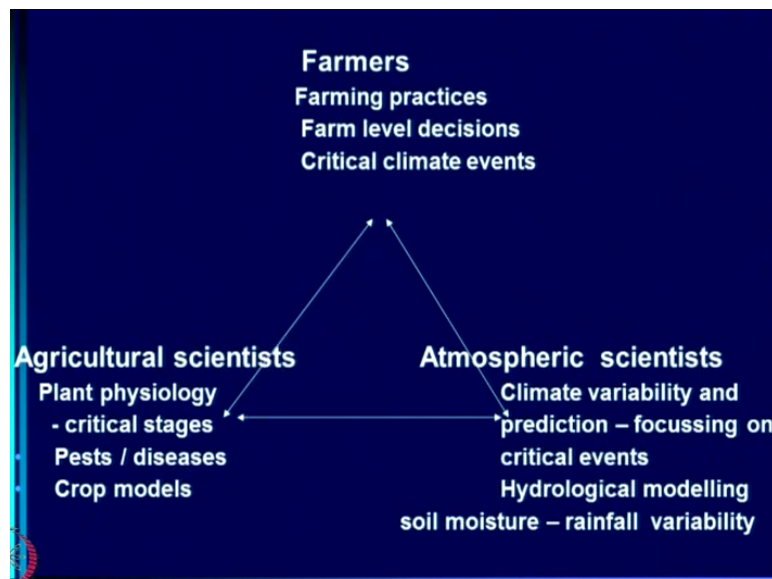 Farmers
Farming practices
Farm level decisions
Critical climate events
Agricultural scientists
Plant physiology
- critical stages
Pests / diseases
Crop models
Atmospheric scientists
Climate variability and
prediction – focussing on
critical events
Hydrological modelling
soil moisture – rainfall variability